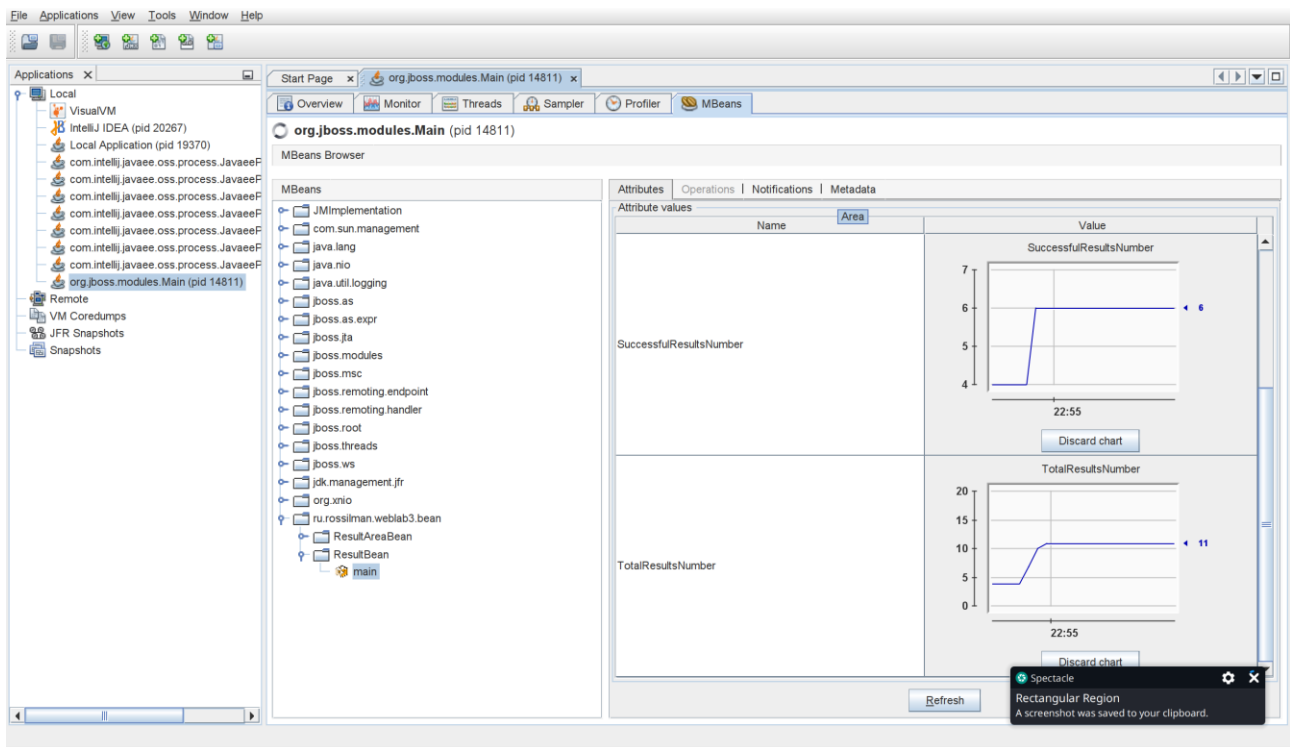 File Applications View Tools Window Help
Applications
Local
VisualVM
IntelliJ IDEA (pid 20267)
Local Application (pid 19370)
com.intellij.javaee.oss.process.JavaeeP
com.intellij.javaee.oss.process.JavaeeP
com.intellij.javaee.oss.process.JavaeeP
com.intellij.javaee.oss.process.JavaeeP
com.intellij.javaee.oss.process.JavaeeP
com.intellij.javaee.oss.process.JavaeeP
com.intellij.javaee.oss.process.JavaeeP
org.jboss.modules.Main (pid 14811)
Remote
VM Coredumps
JFR Snapshots
Snapshots
Start Page org.jboss.modules.Main (pid 14811)
Overview Monitor Threads Sampler Profiler MBeans
org.jboss.modules.Main (pid 14811)
MBeans Browser
MBeans
JMImplementation
com.sun.management
java.lang
java.nio
java.util.logging
jboss.as
jboss.as.expr
jboss.jta
jboss.modules
jboss.msc
jboss.remoting.endpoint
jboss.remoting.handler
jboss.root
jboss.threads
jboss.ws
jdk.management.jfr
org.xnio
ru.rossilman.weblab3.bean
ResultAreaBean
ResultBean
main
Attributes Operations Notifications Metadata
Attribute values
Name Area Value
SuccessfulResultsNumber
SuccessfulResultsNumber
7
6 6
5
4
22:55
Discard chart
TotalResultsNumber
TotalResultsNumber
20
15
10 11
5
0
22:55
Discard chart
Refresh
Spectacle
Rectangular Region
A screenshot was saved to your clipboard.